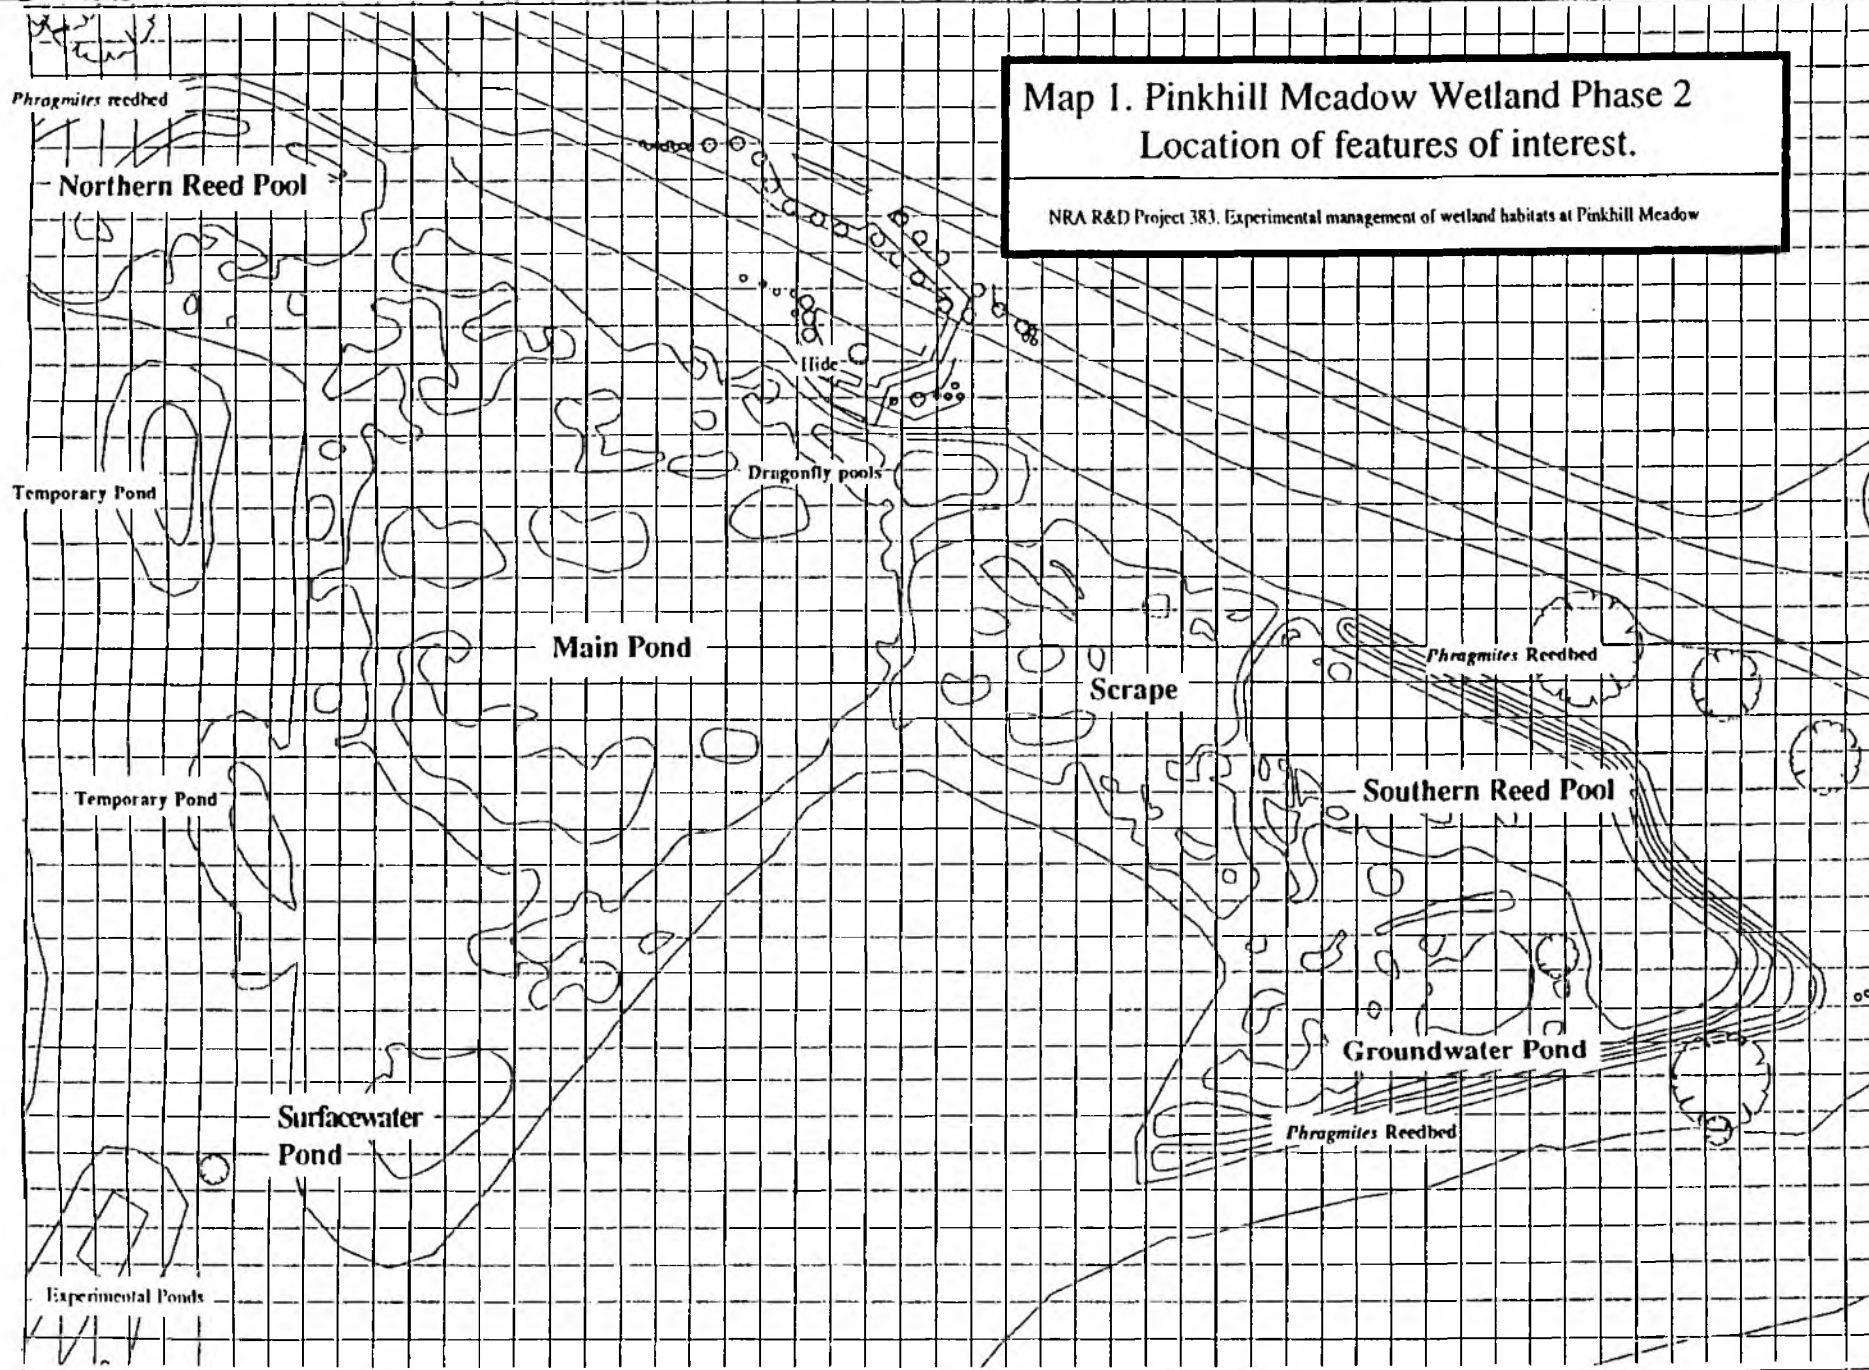 Map 1. Pinkhill Meadow Wetland Phase 2
Location of features of interest.
NRA R&D Project 383. Experimental management of wetland habitats at Pinkhill Meadow
Phragmites reedbed
Northern Reed Pool
Hide
Dragonfly pools
Temporary Pond
Main Pond
Phragmites Reedbed
Scrape
Southern Reed Pool
Temporary Pond
Groundwater Pond
Surfacewater
Pond
Phragmites Reedbed
Experimental Ponds